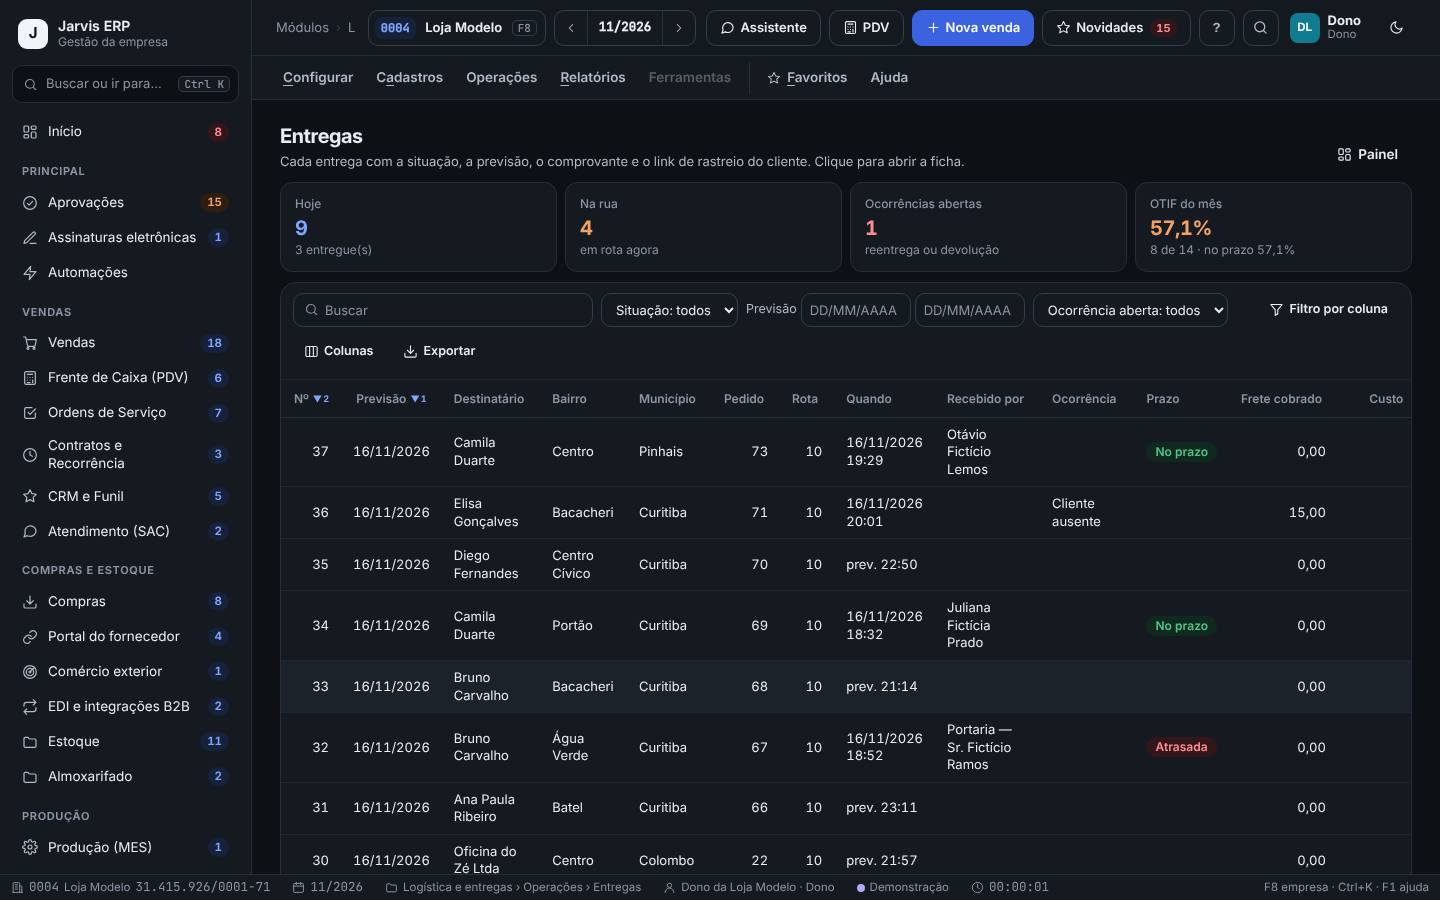 J
Jarvis ERP
Gestão da empresa
Buscar ou ir para...
Ctrl K
Início
8
PRINCIPAL
Aprovações
15
Assinaturas eletrônicas
1
Automações
VENDAS
Vendas
18
Frente de Caixa (PDV)
6
Ordens de Serviço
7
Contratos e
Recorrência
3
CRM e Funil
5
Atendimento (SAC)
2
COMPRAS E ESTOQUE
Compras
8
Portal do fornecedor
4
Comércio exterior
1
EDI e integrações B2B
2
Estoque
11
Almoxarifado
2
PRODUÇÃO
Produção (MES)
1
Módulos › L
0004 Loja Modelo F8
11/2026
Assistente
PDV
Nova venda
Novidades 15
?
DL
Dono
Dono
Configurar
Cadastros
Operações
Relatórios
Ferramentas
Favoritos
Ajuda
Entregas
Cada entrega com a situação, a previsão, o comprovante e o link de rastreio do cliente. Clique para abrir a ficha.
Painel
Hoje
9
3 entregue(s)
Na rua
4
em rota agora
Ocorrências abertas
1
reentrega ou devolução
OTIF do mês
57,1%
8 de 14 · no prazo 57,1%
Buscar
Situação: todos
Previsão
DD/MM/AAAA
DD/MM/AAAA
Ocorrência aberta: todos
Filtro por coluna
Colunas
Exportar
Nº ▼2 Previsão ▼1 Destinatário Bairro Município Pedido Rota Quando Recebido por Ocorrência Prazo Frete cobrado Custo
37 16/11/2026 Camila Duarte Centro Pinhais 73 10 16/11/2026 19:29 Otávio Fictício Lemos No prazo 0,00
36 16/11/2026 Elisa Gonçalves Bacacheri Curitiba 71 10 16/11/2026 20:01 Cliente ausente 15,00
35 16/11/2026 Diego Fernandes Centro Cívico Curitiba 70 10 prev. 22:50 0,00
34 16/11/2026 Camila Duarte Portão Curitiba 69 10 16/11/2026 18:32 Juliana Fictícia Prado No prazo 0,00
33 16/11/2026 Bruno Carvalho Bacacheri Curitiba 68 10 prev. 21:14 0,00
32 16/11/2026 Bruno Carvalho Água Verde Curitiba 67 10 16/11/2026 18:52 Portaria — Sr. Fictício Ramos Atrasada 0,00
31 16/11/2026 Ana Paula Ribeiro Batel Curitiba 66 10 prev. 23:11 0,00
30 16/11/2026 Oficina do Zé Ltda Centro Colombo 22 10 prev. 21:57 0,00
0004 Loja Modelo 31.415.926/0001-71
11/2026
Logística e entregas › Operações › Entregas
Dono da Loja Modelo · Dono
Demonstração
00:00:01
F8 empresa · Ctrl+K · F1 ajuda